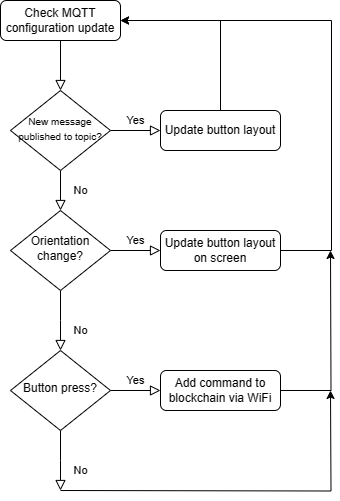 Check MQTT
configuration update
New message
published to topic?
Yes
Update button layout
No
Orientation
change?
Yes
Update button layout
on screen
No
Button press?
Yes
Add command to
blockchain via WiFi
No